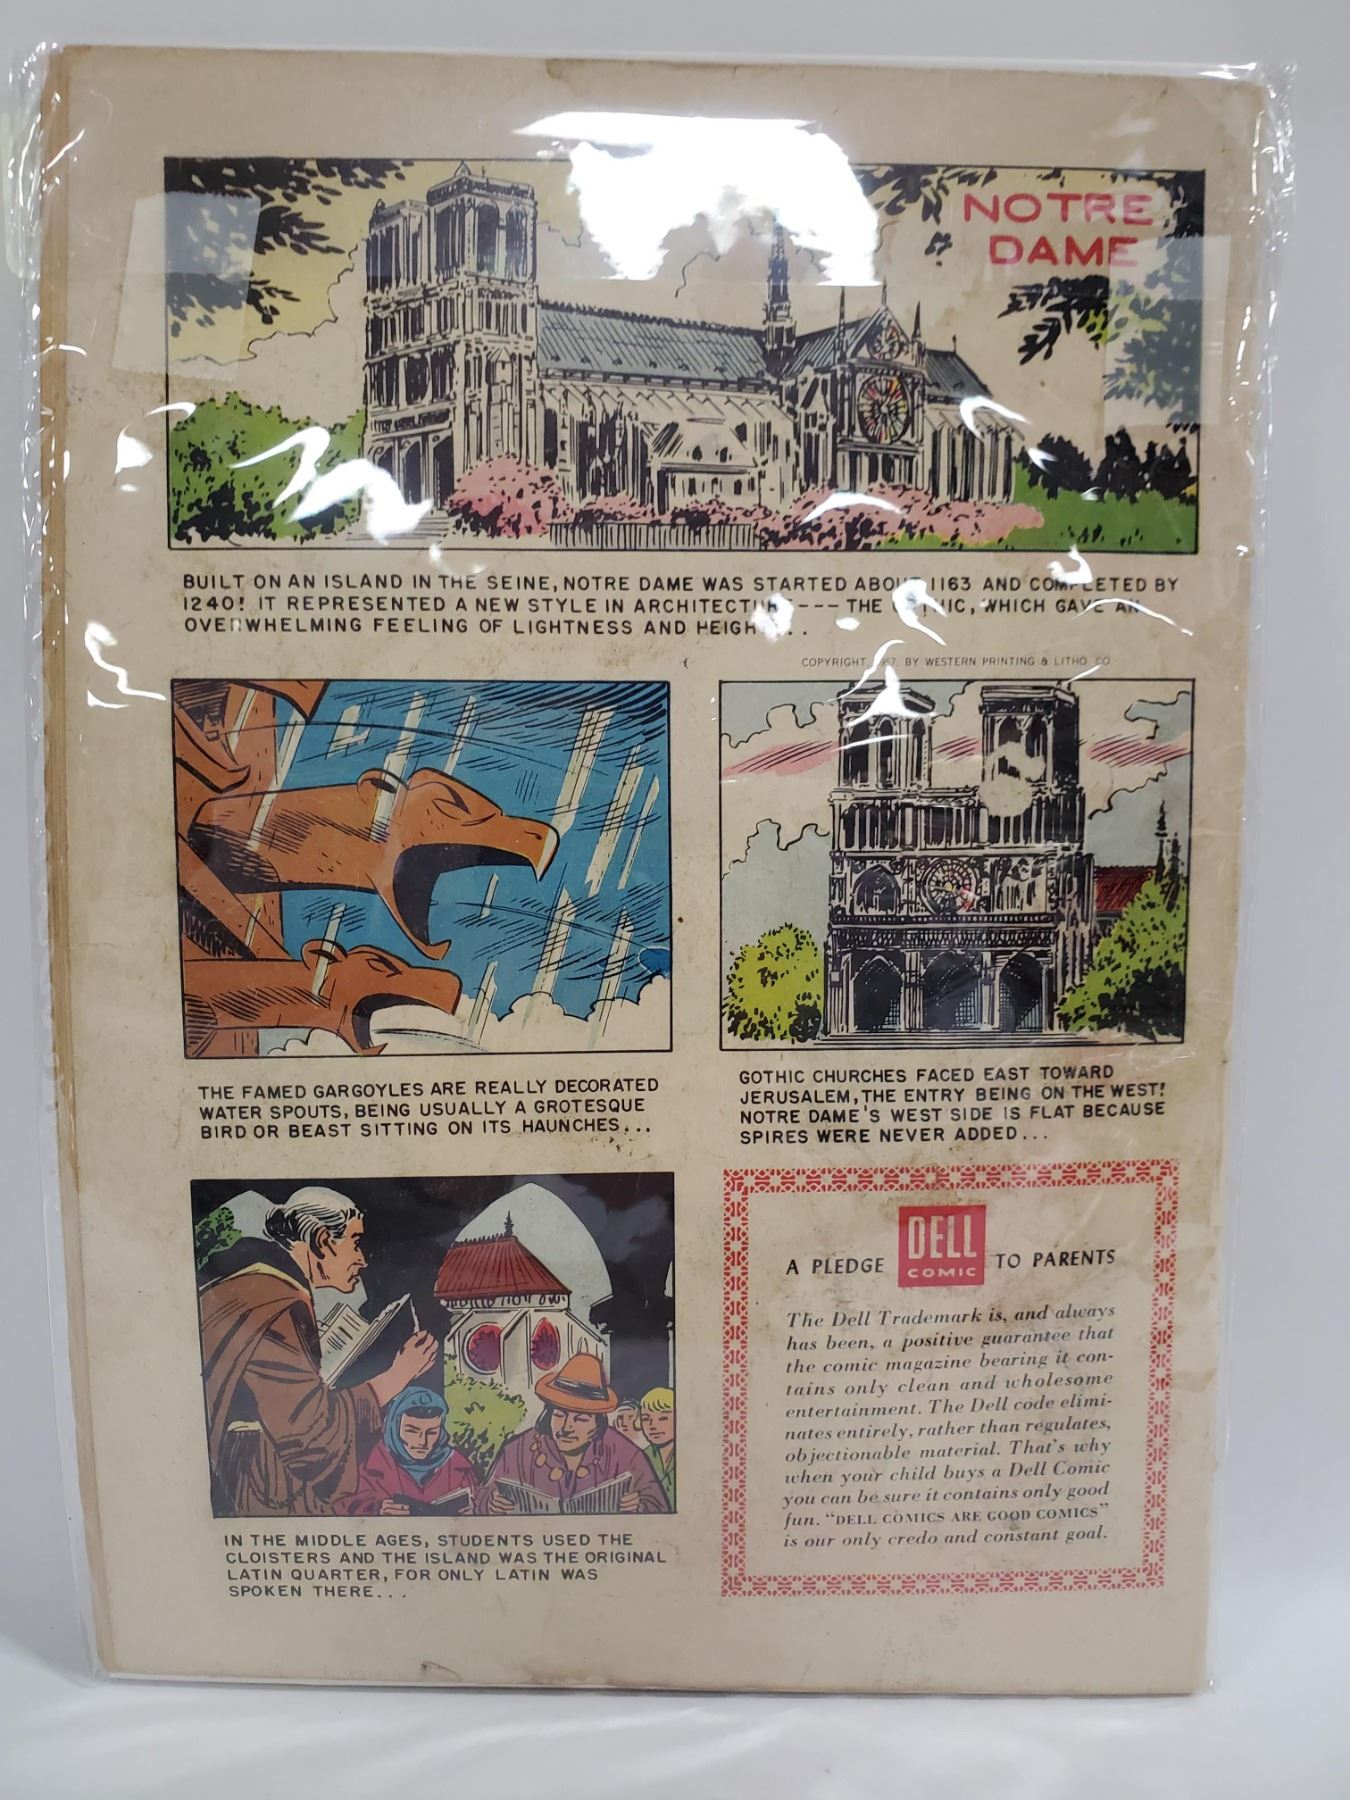 NOTRE
DAME
BUILT ON AN ISLAND IN THE SEINE, NOTRE DAME WAS STARTED ABOUT 1163 AND COMPLETED BY
1240! IT REPRESENTED A NEW STYLE IN ARCHITECTURE --- THE GOTHIC, WHICH GAVE AN
OVERWHELMING FEELING OF LIGHTNESS AND HEIGHT...
COPYRIGHT, BY WESTERN PRINTING & LITHO. CO
THE FAMED GARGOYLES ARE REALLY DECORATED
WATER SPOUTS, BEING USUALLY A GROTESQUE
BIRD OR BEAST SITTING ON ITS HAUNCHES...
GOTHIC CHURCHES FACED EAST TOWARD
JERUSALEM, THE ENTRY BEING ON THE WEST!
NOTRE DAME'S WEST SIDE IS FLAT BECAUSE
SPIRES WERE NEVER ADDED...
IN THE MIDDLE AGES, STUDENTS USED THE
CLOISTERS AND THE ISLAND WAS THE ORIGINAL
LATIN QUARTER, FOR ONLY LATIN WAS
SPOKEN THERE...
A PLEDGE DELL COMIC TO PARENTS
The Dell Trademark is, and always
has been, a positive guarantee that
the comic magazine bearing it con-
tains only clean and wholesome
entertainment. The Dell code elimi-
nates entirely, rather than regulates,
objectionable material. That's why
when your child buys a Dell Comic
you can be sure it contains only good
fun. "DELL COMICS ARE GOOD COMICS"
is our only credo and constant goal.